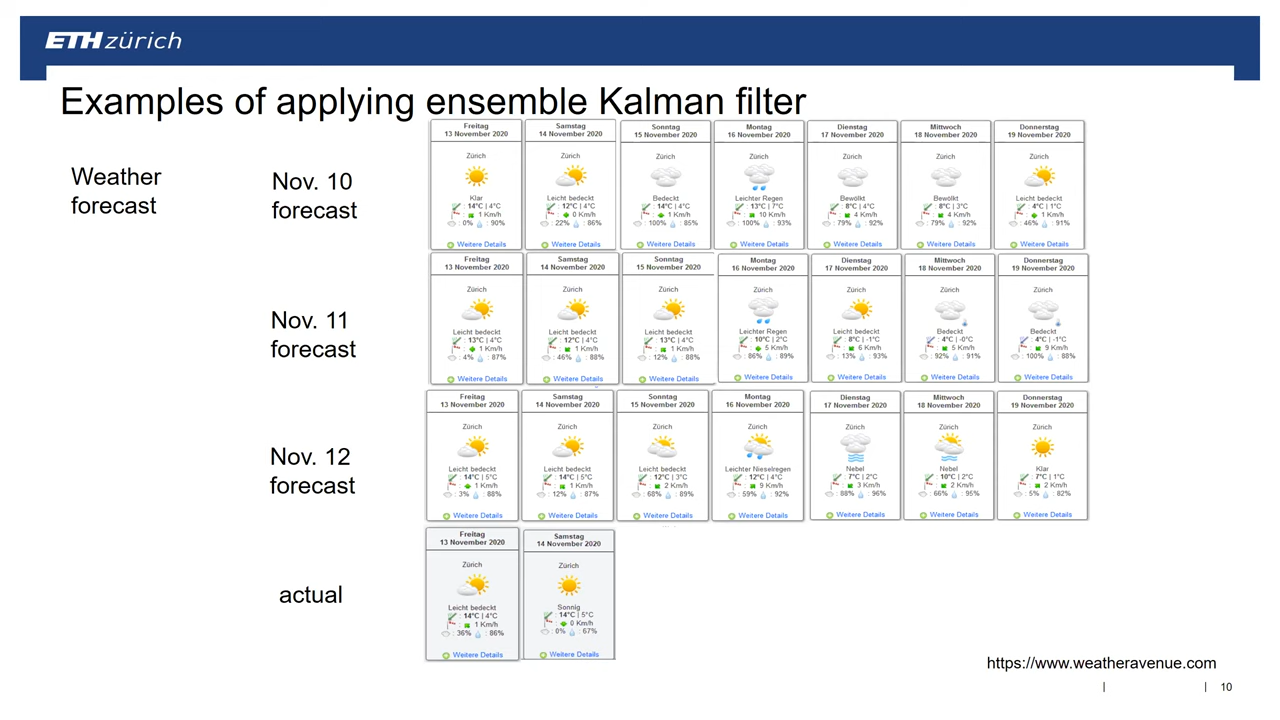 ETH zürich
Examples of applying ensemble Kalman filter
Weather
forecast
Nov. 10
forecast
Freitag
13 November 2020
Zürich
Klar
: 14°C | 4°C
: 1 Km/h
: 0% : 90%
Weitere Details
Samstag
14 November 2020
Zürich
Leicht bedeckt
: 12°C | 4°C
: 0 Km/h
: 22% : 86%
Weitere Details
Sonntag
15 November 2020
Zürich
Bedeckt
: 14°C | 4°C
: 1 Km/h
: 100% : 85%
Weitere Details
Montag
16 November 2020
Zürich
Leichter Regen
: 13°C | 7°C
: 10 Km/h
: 100% : 93%
Weitere Details
Dienstag
17 November 2020
Zürich
Bewölkt
: 8°C | 4°C
: 4 Km/h
: 79% : 92%
Weitere Details
Mittwoch
18 November 2020
Zürich
Bewölkt
: 8°C | 3°C
: 4 Km/h
: 79% : 92%
Weitere Details
Donnerstag
19 November 2020
Zürich
Leicht bedeckt
: 4°C | 1°C
: 1 Km/h
: 46% : 91%
Weitere Details
Nov. 11
forecast
Freitag
13 November 2020
Zürich
Leicht bedeckt
: 13°C | 4°C
: 1 Km/h
: 4% : 87%
Weitere Details
Samstag
14 November 2020
Zürich
Leicht bedeckt
: 12°C | 4°C
: 1 Km/h
: 46% : 88%
Weitere Details
Sonntag
15 November 2020
Zürich
Leicht bedeckt
: 13°C | 4°C
: 1 Km/h
: 12% : 88%
Weitere Details
Montag
16 November 2020
Zürich
Leichter Regen
: 10°C | 2°C
: 5 Km/h
: 86% : 89%
Weitere Details
Dienstag
17 November 2020
Zürich
Leicht bedeckt
: 8°C | -1°C
: 6 Km/h
: 13% : 93%
Weitere Details
Mittwoch
18 November 2020
Zürich
Bedeckt
: 4°C | -0°C
: 5 Km/h
: 92% : 91%
Weitere Details
Donnerstag
19 November 2020
Zürich
Bedeckt
: 4°C | -1°C
: 9 Km/h
: 100% : 88%
Weitere Details
Nov. 12
forecast
Freitag
13 November 2020
Zürich
Leicht bedeckt
: 14°C | 5°C
: 1 Km/h
: 3% : 88%
Weitere Details
Samstag
14 November 2020
Zürich
Leicht bedeckt
: 14°C | 5°C
: 1 Km/h
: 12% : 87%
Weitere Details
Sonntag
15 November 2020
Zürich
Leicht bedeckt
: 12°C | 3°C
: 2 Km/h
: 68% : 89%
Weitere Details
Montag
16 November 2020
Zürich
Leichter Nieselregen
: 12°C | 4°C
: 9 Km/h
: 59% : 92%
Weitere Details
Dienstag
17 November 2020
Zürich
Nebel
: 7°C | 2°C
: 3 Km/h
: 88% : 96%
Weitere Details
Mittwoch
18 November 2020
Zürich
Nebel
: 10°C | 2°C
: 2 Km/h
: 66% : 95%
Weitere Details
Donnerstag
19 November 2020
Zürich
Klar
: 7°C | 1°C
: 2 Km/h
: 5% : 82%
Weitere Details
actual
Freitag
13 November 2020
Zürich
Leicht bedeckt
: 14°C | 4°C
: 1 Km/h
: 36% : 86%
Weitere Details
Samstag
14 November 2020
Zürich
Sonnig
: 14°C | 5°C
: 0 Km/h
: 0% : 67%
Weitere Details
https://www.weatheravenue.com
| | 10